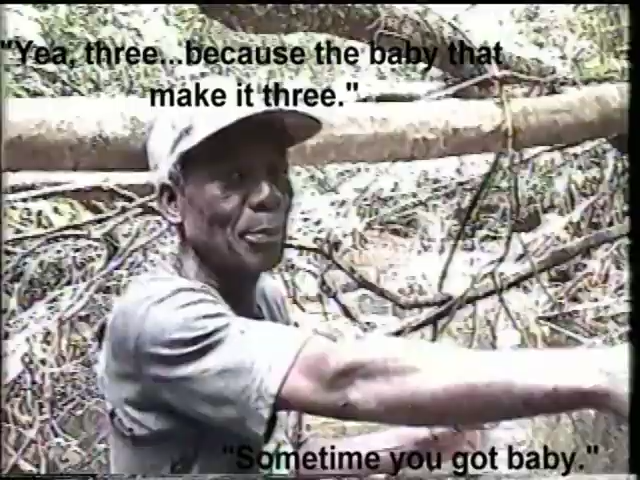 "Yea, three...because the baby that
make it three."
"Sometime you got baby."